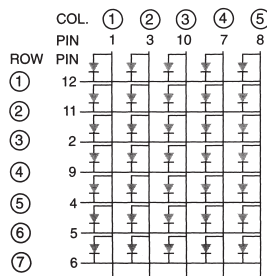 COL. ① ② ③ ④ ⑤
PIN 1 3 10 7 8
ROW PIN
① 12
② 11
③ 2
④ 9
⑤ 4
⑥ 5
⑦ 6